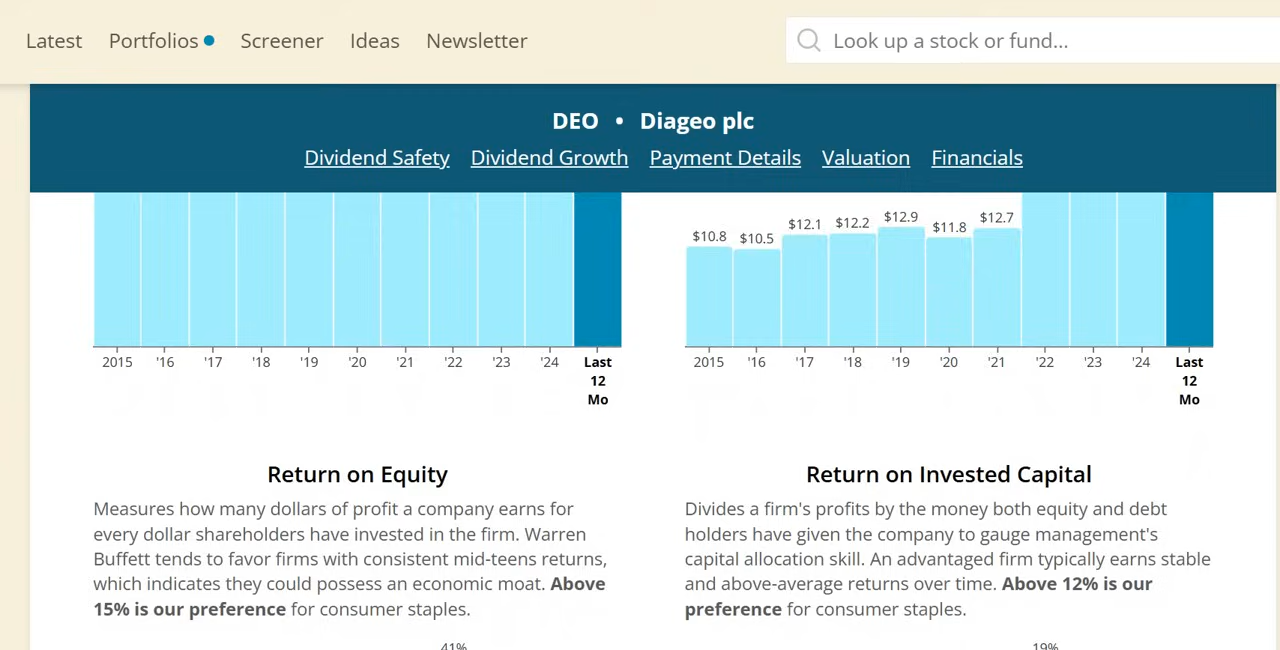 Latest Portfolios Screener Ideas Newsletter
Look up a stock or fund...
DEO • Diageo plc
Dividend Safety Dividend Growth Payment Details Valuation Financials
2015 '16 '17 '18 '19 '20 '21 '22 '23 '24 Last
12
Mo
$10.8 $10.5 $12.1 $12.2 $12.9 $11.8 $12.7
2015 '16 '17 '18 '19 '20 '21 '22 '23 '24 Last
12
Mo
Return on Equity
Measures how many dollars of profit a company earns for
every dollar shareholders have invested in the firm. Warren
Buffett tends to favor firms with consistent mid-teens returns,
which indicates they could possess an economic moat. Above
15% is our preference for consumer staples.
41%
Return on Invested Capital
Divides a firm's profits by the money both equity and debt
holders have given the company to gauge management's
capital allocation skill. An advantaged firm typically earns stable
and above-average returns over time. Above 12% is our
preference for consumer staples.
19%